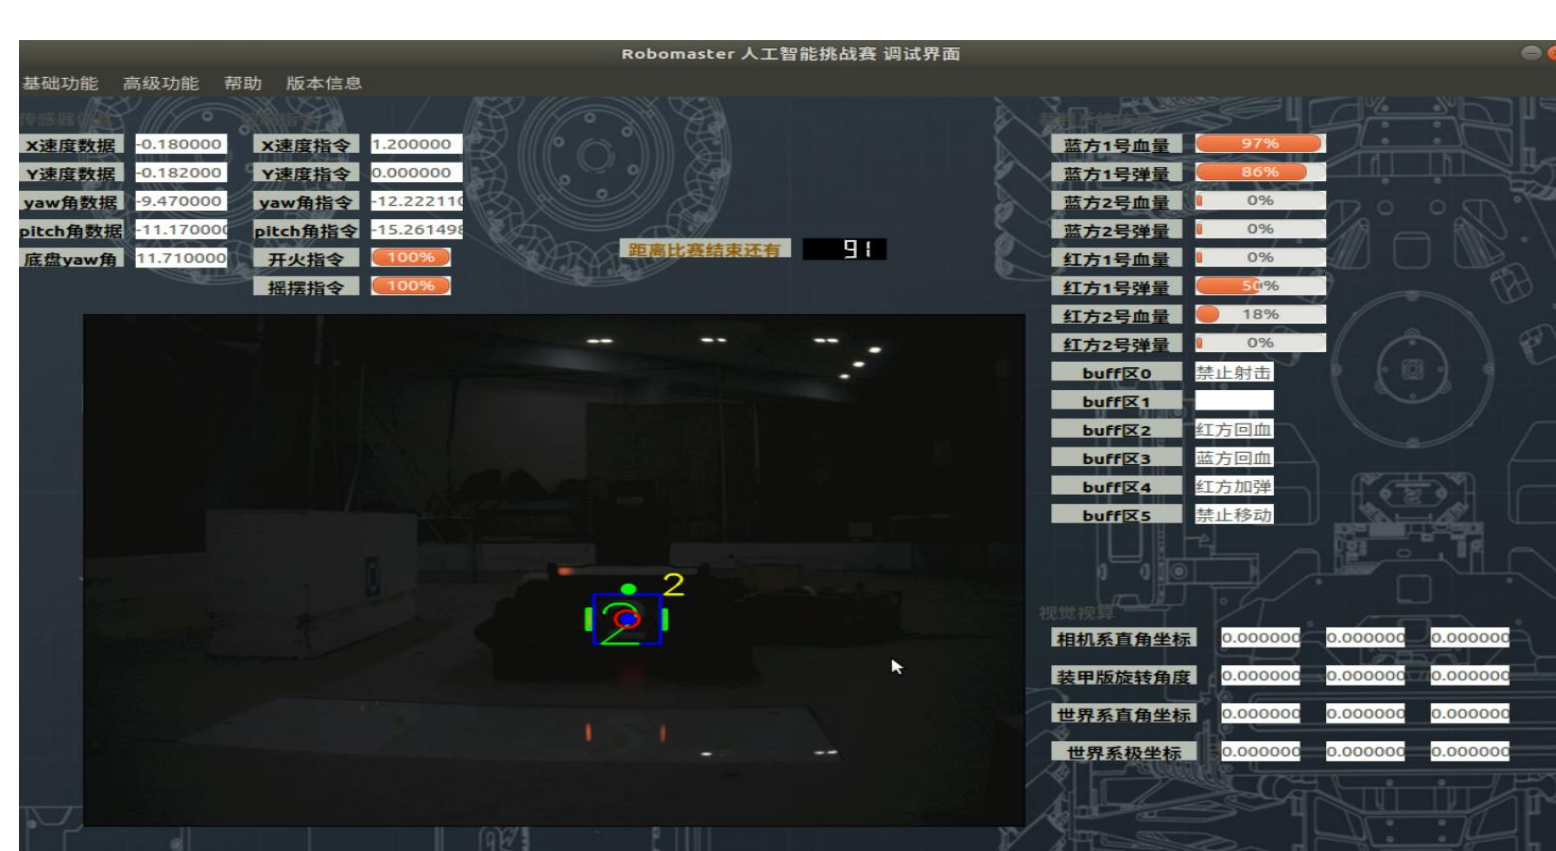 Robomaster 人工智能挑战赛 调试界面
基础功能 高级功能 帮助 版本信息
X速度数据 -0.180000 X速度指令 1.200000
Y速度数据 -0.182000 Y速度指令 0.000000
yaw角数据 -9.470000 yaw角指令 -12.222110
pitch角数据 -11.170000 pitch角指令 -15.261498
底盘yaw角 11.710000 开火指令 100%
摇摆指令 100%
距离比赛结束还有 91
2
2
蓝方1号血量 97%
蓝方1号弹量 86%
蓝方2号血量 0%
蓝方2号弹量 0%
红方1号血量 0%
红方1号弹量 50%
红方2号血量 18%
红方2号弹量 0%
buff区0 禁止射击
buff区1
buff区2 红方回血
buff区3 蓝方回血
buff区4 红方加弹
buff区5 禁止移动
视觉视算
相机系直角坐标 0.000000 0.000000 0.000000
装甲版旋转角度 0.000000 0.000000 0.000000
世界系直角坐标 0.000000 0.000000 0.000000
世界系极坐标 0.000000 0.000000 0.000000